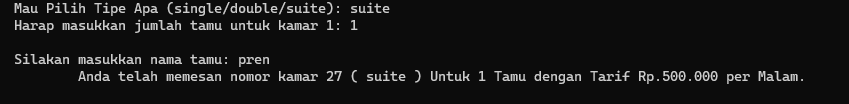 Mau Pilih Tipe Apa (single/double/suite): suite
Harap masukkan jumlah tamu untuk kamar 1: 1
Silakan masukkan nama tamu: pren
Anda telah memesan nomor kamar 27 ( suite ) Untuk 1 Tamu dengan Tarif Rp.500.000 per Malam.